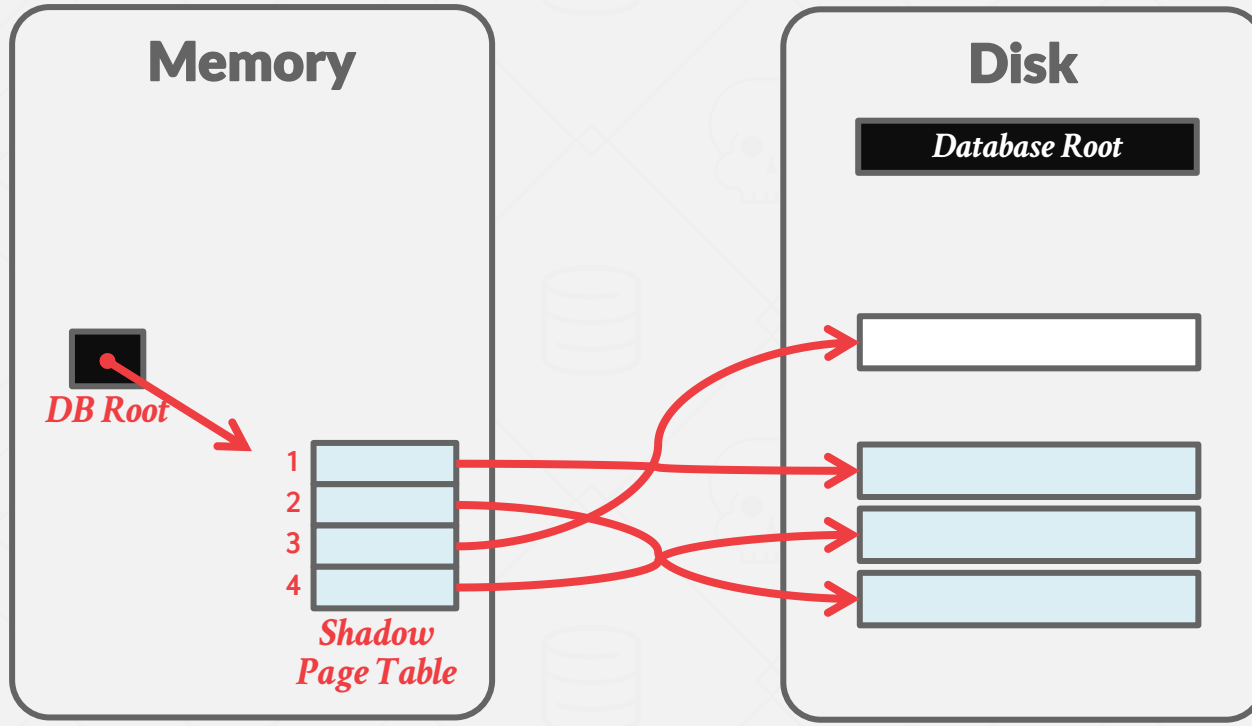 Memory
Disk
Database Root
DB Root
1
2
3
4
Shadow
Page Table